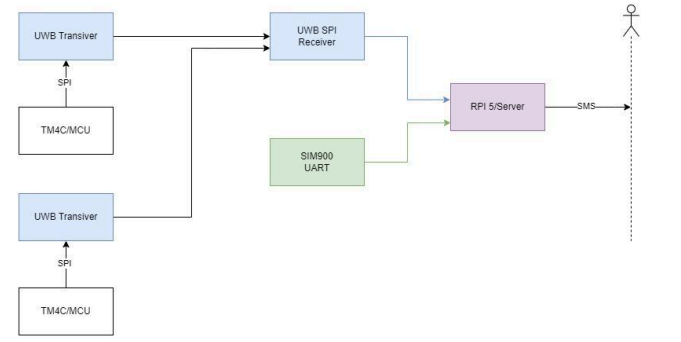 UWB Transiver
UWB SPI
Receiver
SPI
RPI 5/Server
SMS
TM4C/MCU
SIM900
UART
UWB Transiver
SPI
TM4C/MCU